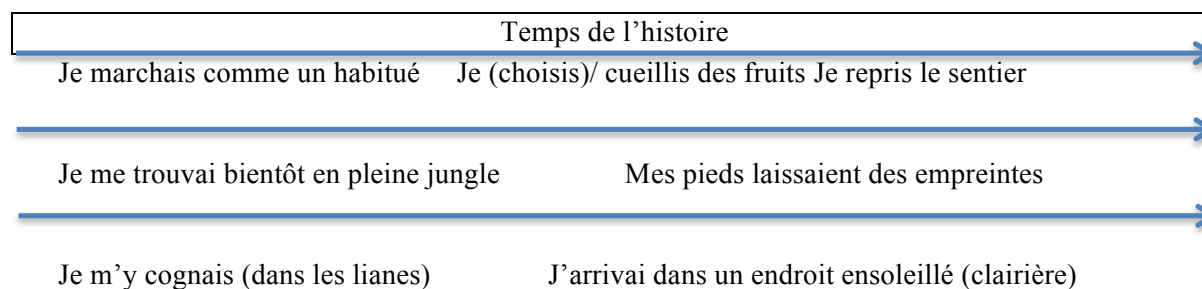 Temps de l’histoire
Je marchais comme un habitué Je (choisis)/ cueillis des fruits Je repris le sentier
Je me trouvai bientôt en pleine jungle Mes pieds laissaient des empreintes
Je m’y cognais (dans les lianes) J’arrivai dans un endroit ensoleillé (clairière)